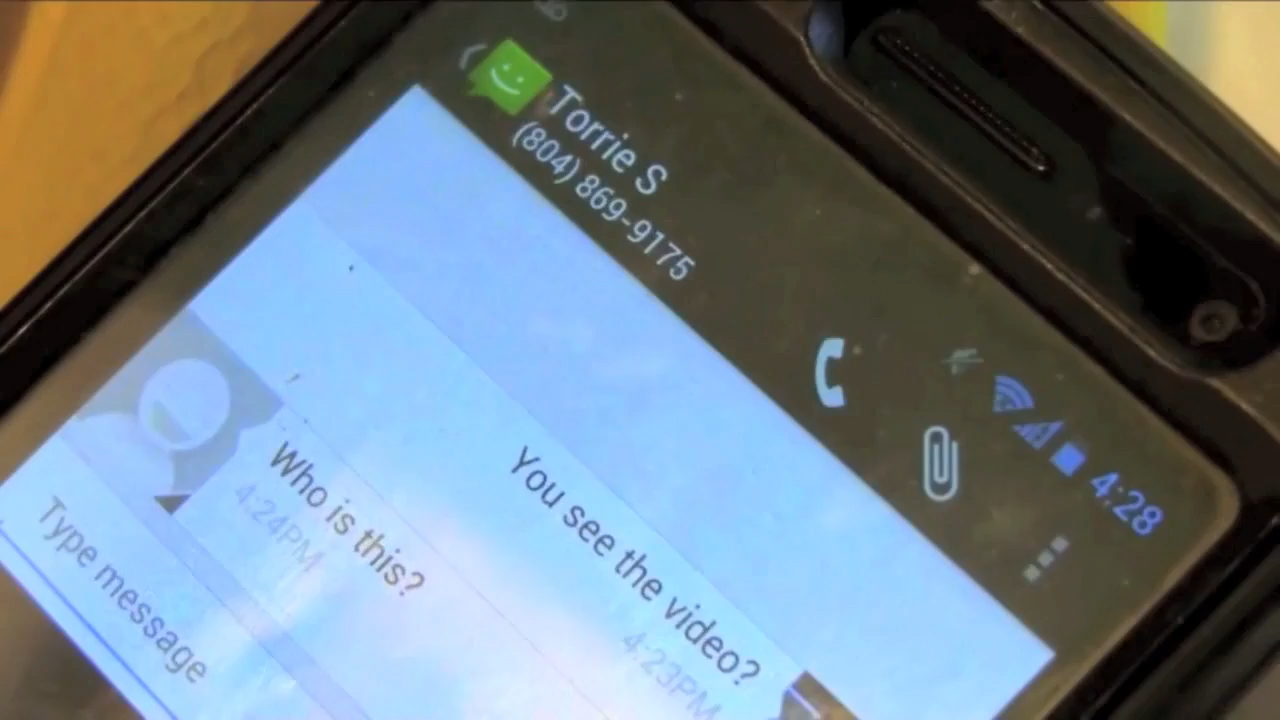 Torrie S
(804) 869-9175
4:28
You see the video?
4:23PM
Who is this?
4:24PM
Type message